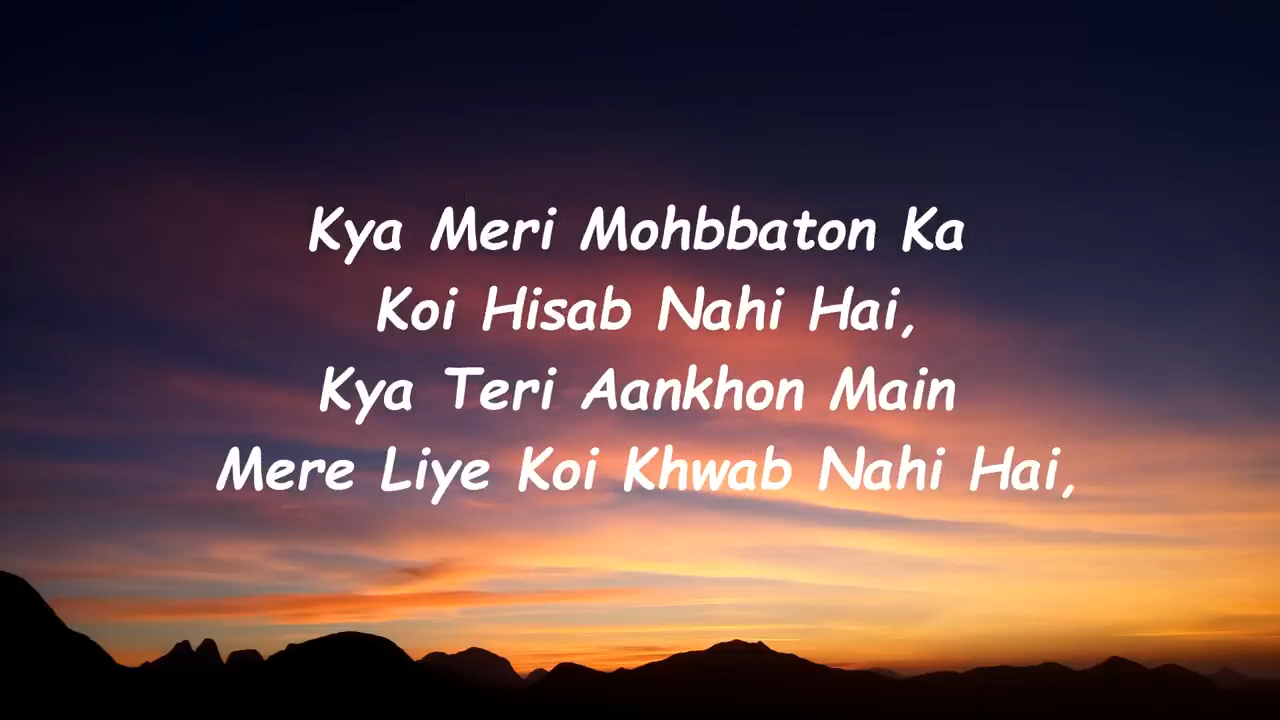 Kya Meri Mohbbaton Ka
Koi Hisab Nahi Hai,
Kya Teri Aankhon Main
Mere Liye Koi Khwab Nahi Hai,